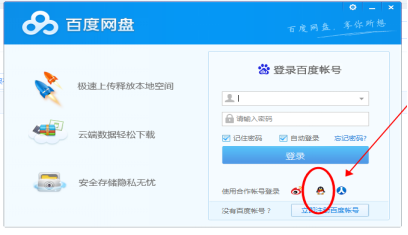 百度网盘
百度网盘，享你所想
极速上传释放本地空间
云端数据轻松下载
安全存储隐私无忧
登录百度帐号
请输入密码
记住密码
自动登录
忘记密码?
登录
使用合作帐号登录
没有百度帐号？
立即注册百度帐号